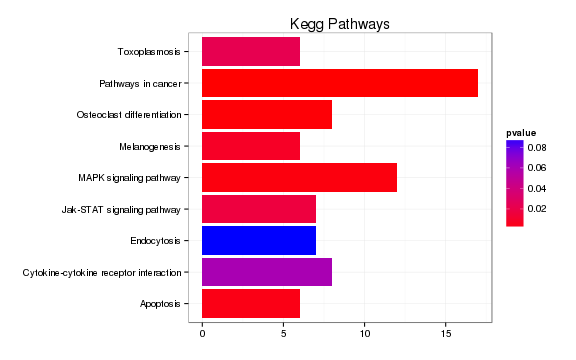 Kegg Pathways
Toxoplasmosis
Pathways in cancer
Osteoclast differentiation
Melanogenesis
MAPK signaling pathway
Jak-STAT signaling pathway
Endocytosis
Cytokine-cytokine receptor interaction
Apoptosis
0 5 10 15
pvalue
0.08
0.06
0.04
0.02